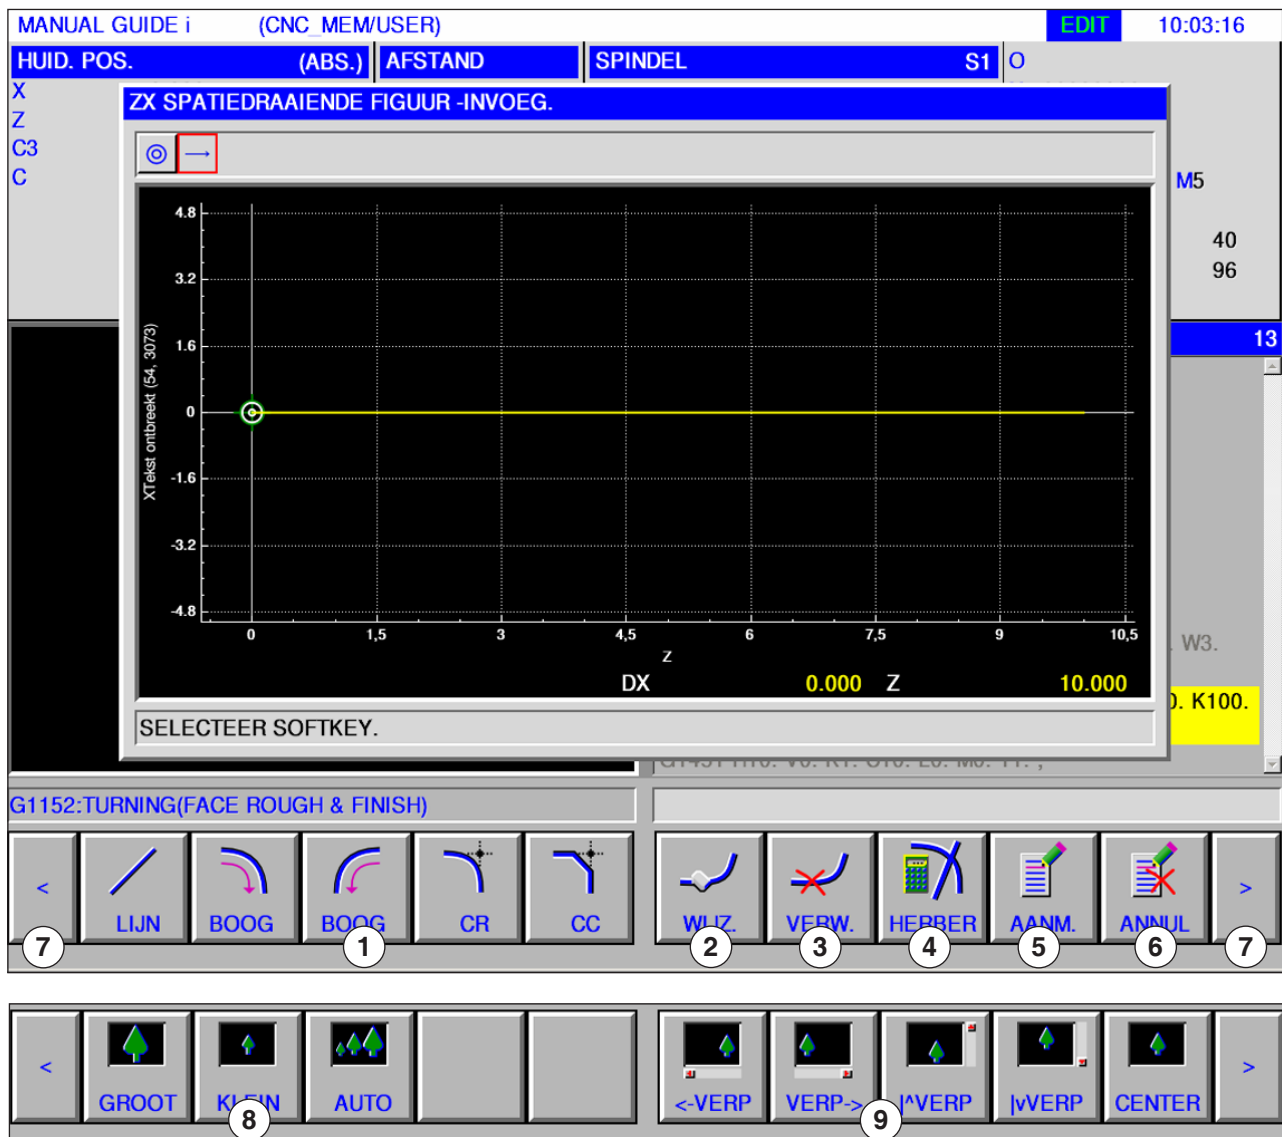 MANUAL GUIDE i (CNC_MEM/USER) EDIT 10:03:16
HUID. POS. (ABS.) AFSTAND SPINDEL S1 O
X
Z
C3
C
ZX SPATIEDRAAIENDE FIGUUR -INVOEG.
M5
40
96
13
4.8
3.2
1.6
0
-1.6
-3.2
-4.8
XTekst ontbreekt (54, 3073)
0 1,5 3 4,5 6 7,5 9 10,5
Z
DX 0.000 Z 10.000
. W3.
0. K100.
SELECTEER SOFTKEY.
G1152:TURNING(FACE ROUGH & FINISH)
< LIJN BOOG BOOG CR CC WIJZ. VERW. HERBER AANM. ANNUL >
7 1 2 3 4 5 6 7
< GROOT KLEIN AUTO <-VERP VERP-> |^VERP |vVERP CENTER >
8 9